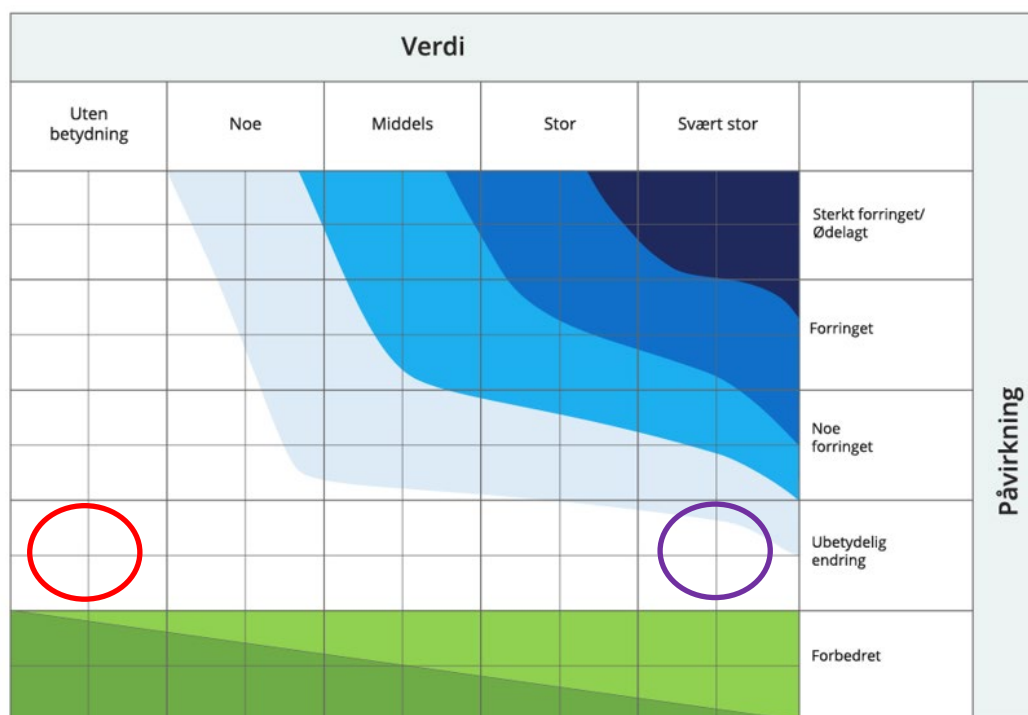 Verdi
Uten
betydning
Noe
Middels
Stor
Svært stor
Sterkt forringet/
Ødelagt
Forringet
Noe
forringet
Ubetydelig
endring
Forbedret
Påvirkning